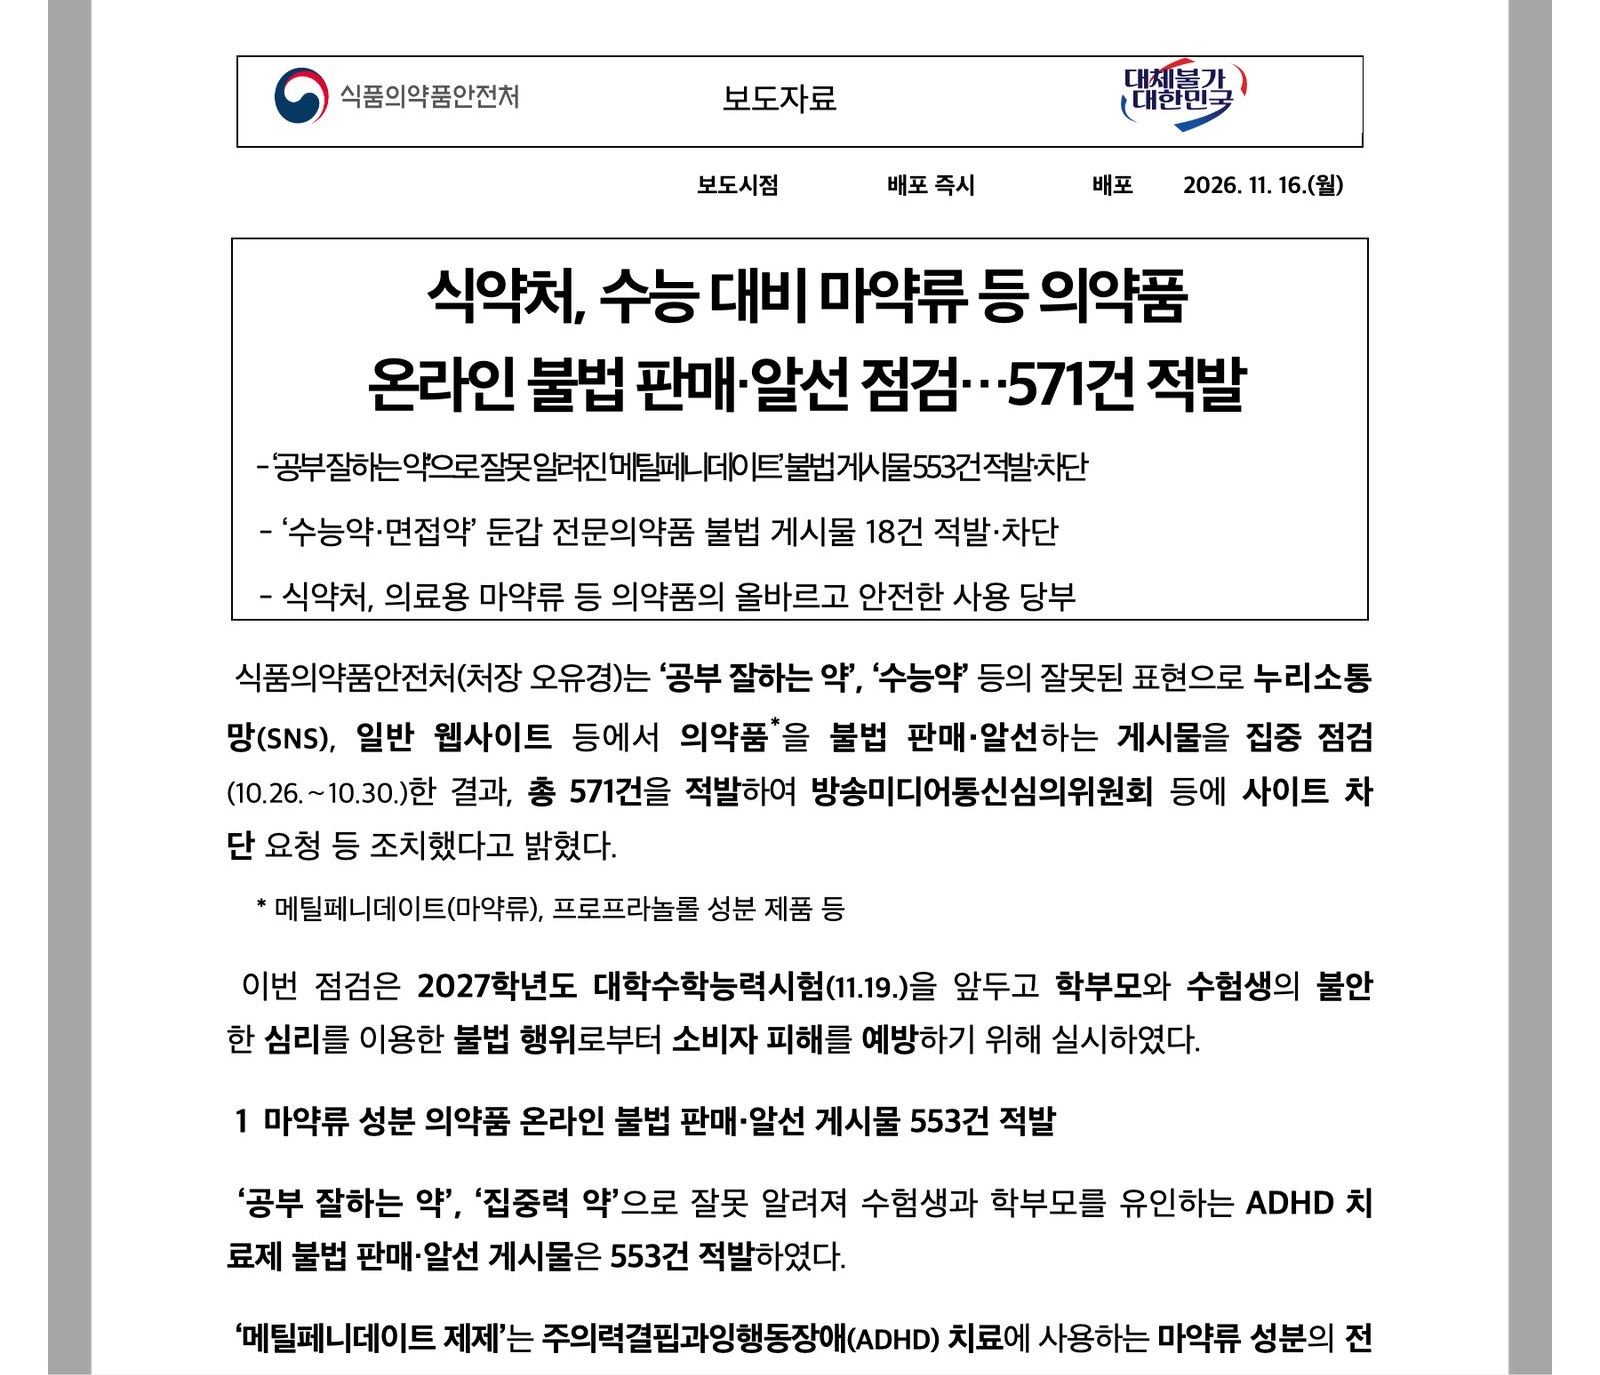 식품의약품안전처
보도자료
대체불가
대한민국
보도시점 배포 즉시 배포 2026. 11. 16.(월)
식약처, 수능 대비 마약류 등 의약품
온라인 불법 판매·알선 점검…571건 적발
- ‘공부 잘하는 약’으로 잘못 알려진 ‘메틸페니데이트’ 불법 게시물 553건 적발·차단
- ‘수능약·면접약’ 둔갑 전문의약품 불법 게시물 18건 적발·차단
- 식약처, 의료용 마약류 등 의약품의 올바르고 안전한 사용 당부
식품의약품안전처(처장 오유경)는 ‘공부 잘하는 약’, ‘수능약’ 등의 잘못된 표현으로 누리소통
망(SNS), 일반 웹사이트 등에서 의약품*을 불법 판매·알선하는 게시물을 집중 점검
(10.26.~10.30.)한 결과, 총 571건을 적발하여 방송미디어통신심의위원회 등에 사이트 차
단 요청 등 조치했다고 밝혔다.
* 메틸페니데이트(마약류), 프로프라놀롤 성분 제품 등
이번 점검은 2027학년도 대학수학능력시험(11.19.)을 앞두고 학부모와 수험생의 불안
한 심리를 이용한 불법 행위로부터 소비자 피해를 예방하기 위해 실시하였다.
1 마약류 성분 의약품 온라인 불법 판매·알선 게시물 553건 적발
‘공부 잘하는 약’, ‘집중력 약’으로 잘못 알려져 수험생과 학부모를 유인하는 ADHD 치
료제 불법 판매·알선 게시물은 553건 적발하였다.
‘메틸페니데이트 제제’는 주의력결핍과잉행동장애(ADHD) 치료에 사용하는 마약류 성분의 전